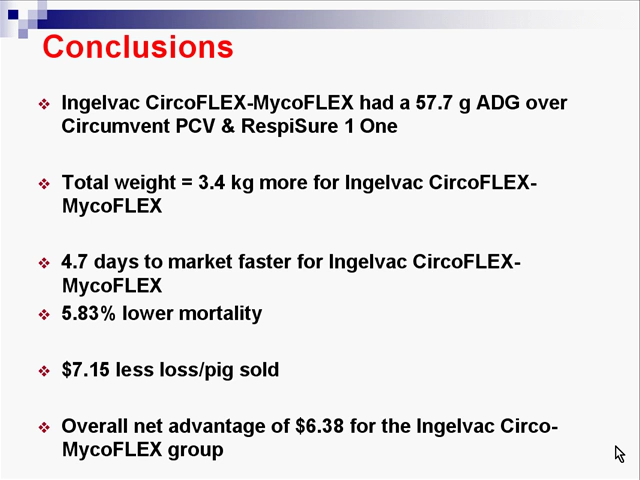 Conclusions
Ingelvac CircoFLEX-MycoFLEX had a 57.7 g ADG over
Circumvent PCV & RespiSure 1 One
Total weight = 3.4 kg more for Ingelvac CircoFLEX-
MycoFLEX
4.7 days to market faster for Ingelvac CircoFLEX-
MycoFLEX
5.83% lower mortality
$7.15 less loss/pig sold
Overall net advantage of $6.38 for the Ingelvac Circo-
MycoFLEX group